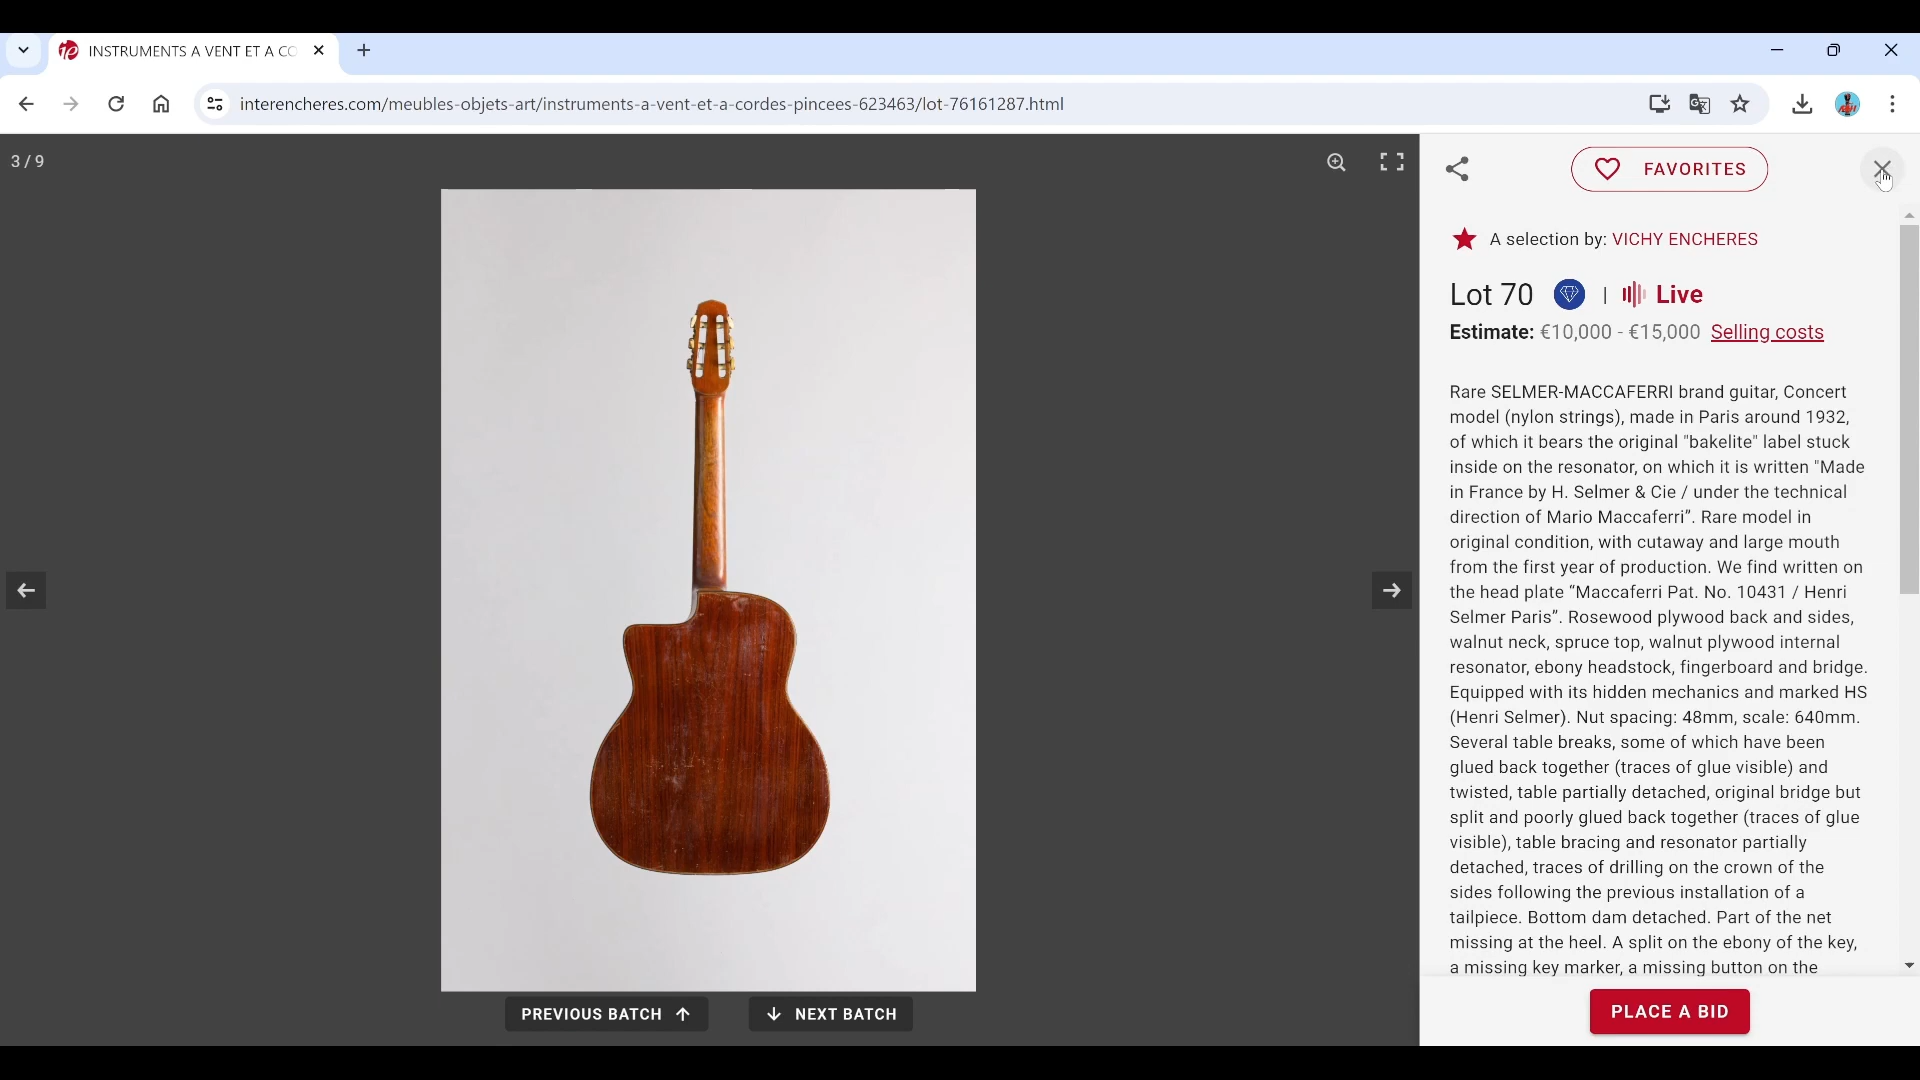 INSTRUMENTS A VENT ET A CO
interencheres.com/meubles-objets-art/instruments-a-vent-et-a-cordes-pincees-623463/lot-76161287.html
3 / 9
FAVORITES
A selection by: VICHY ENCHERES
Lot 70 | Live
Estimate: €10,000 - €15,000 Selling costs
Rare SELMER-MACCAFERRI brand guitar, Concert
model (nylon strings), made in Paris around 1932,
of which it bears the original "bakelite" label stuck
inside on the resonator, on which it is written "Made
in France by H. Selmer & Cie / under the technical
direction of Mario Maccaferri”. Rare model in
original condition, with cutaway and large mouth
from the first year of production. We find written on
the head plate “Maccaferri Pat. No. 10431 / Henri
Selmer Paris”. Rosewood plywood back and sides,
walnut neck, spruce top, walnut plywood internal
resonator, ebony headstock, fingerboard and bridge.
Equipped with its hidden mechanics and marked HS
(Henri Selmer). Nut spacing: 48mm, scale: 640mm.
Several table breaks, some of which have been
glued back together (traces of glue visible) and
twisted, table partially detached, original bridge but
split and poorly glued back together (traces of glue
visible), table bracing and resonator partially
detached, traces of drilling on the crown of the
sides following the previous installation of a
tailpiece. Bottom dam detached. Part of the net
missing at the heel. A split on the ebony of the key,
a missing key marker, a missing button on the
PREVIOUS BATCH
NEXT BATCH
PLACE A BID